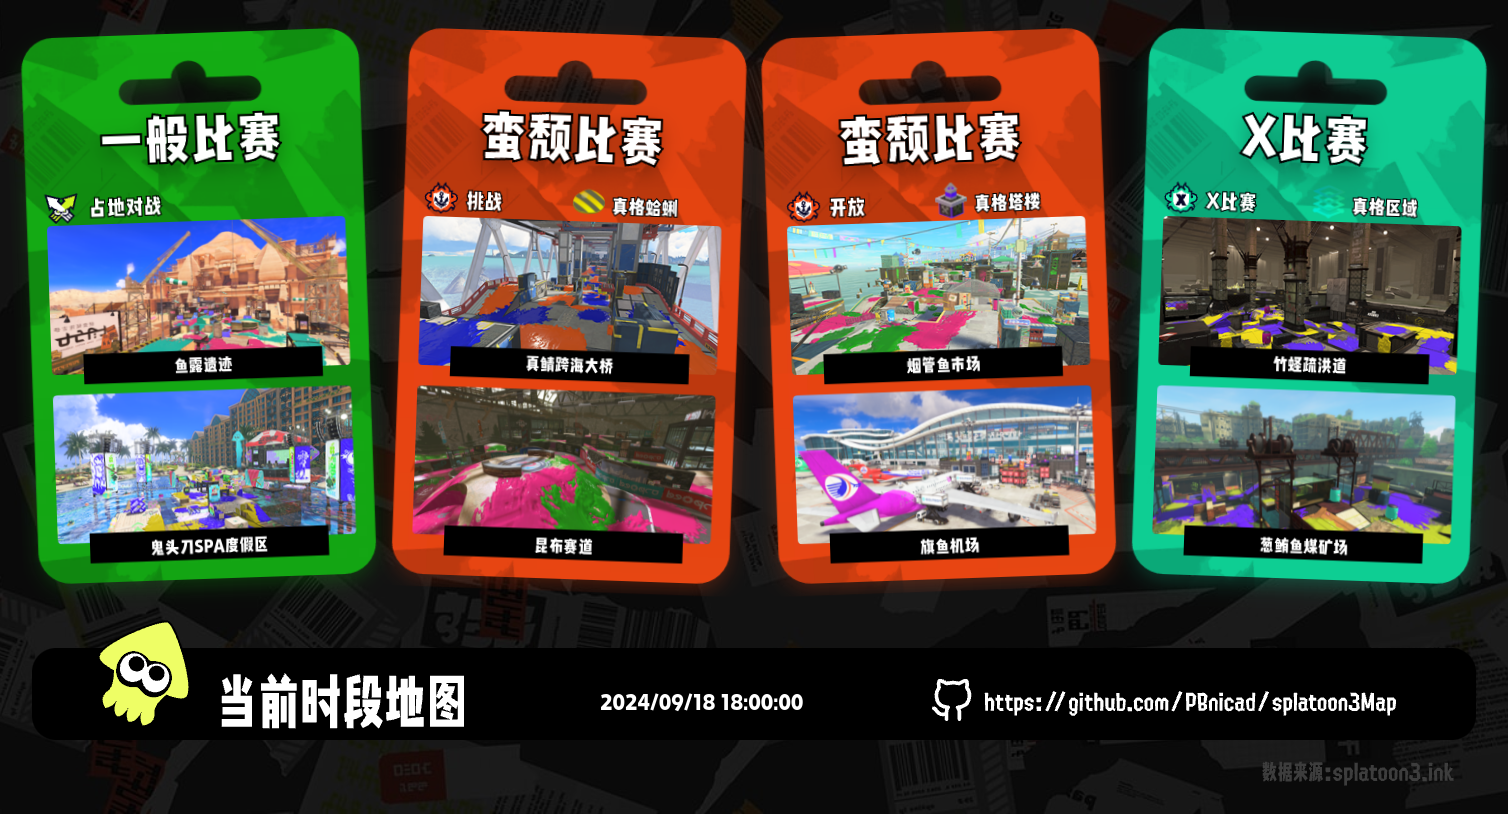 一般比赛
占地对战
鱼露遗迹
鬼头刀SPA度假区
蛮颓比赛
挑战
真格蛤蜊
真鲭跨海大桥
昆布赛道
蛮颓比赛
开放
真格塔楼
烟管鱼市场
旗鱼机场
X比赛
X比赛
真格区域
竹蛏疏洪道
葱鲔鱼煤矿场
当前时段地图
2024/09/18 18:00:00
https://github.com/PBnicad/splatoon3Map
数据来源:splatoon3.ink